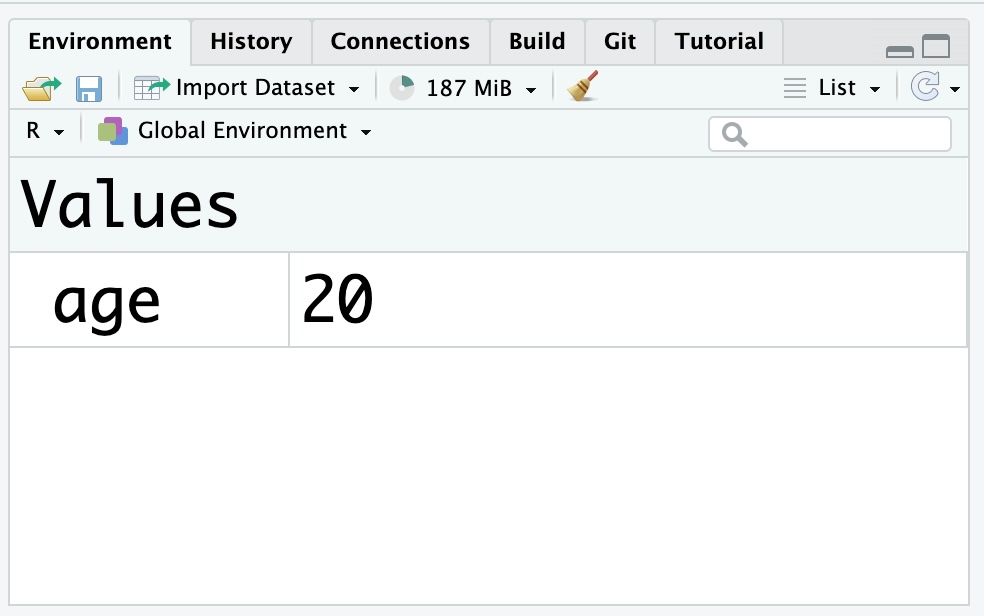 Environment History Connections Build Git Tutorial
Import Dataset 187 MiB List
R Global Environment
Values
age 20